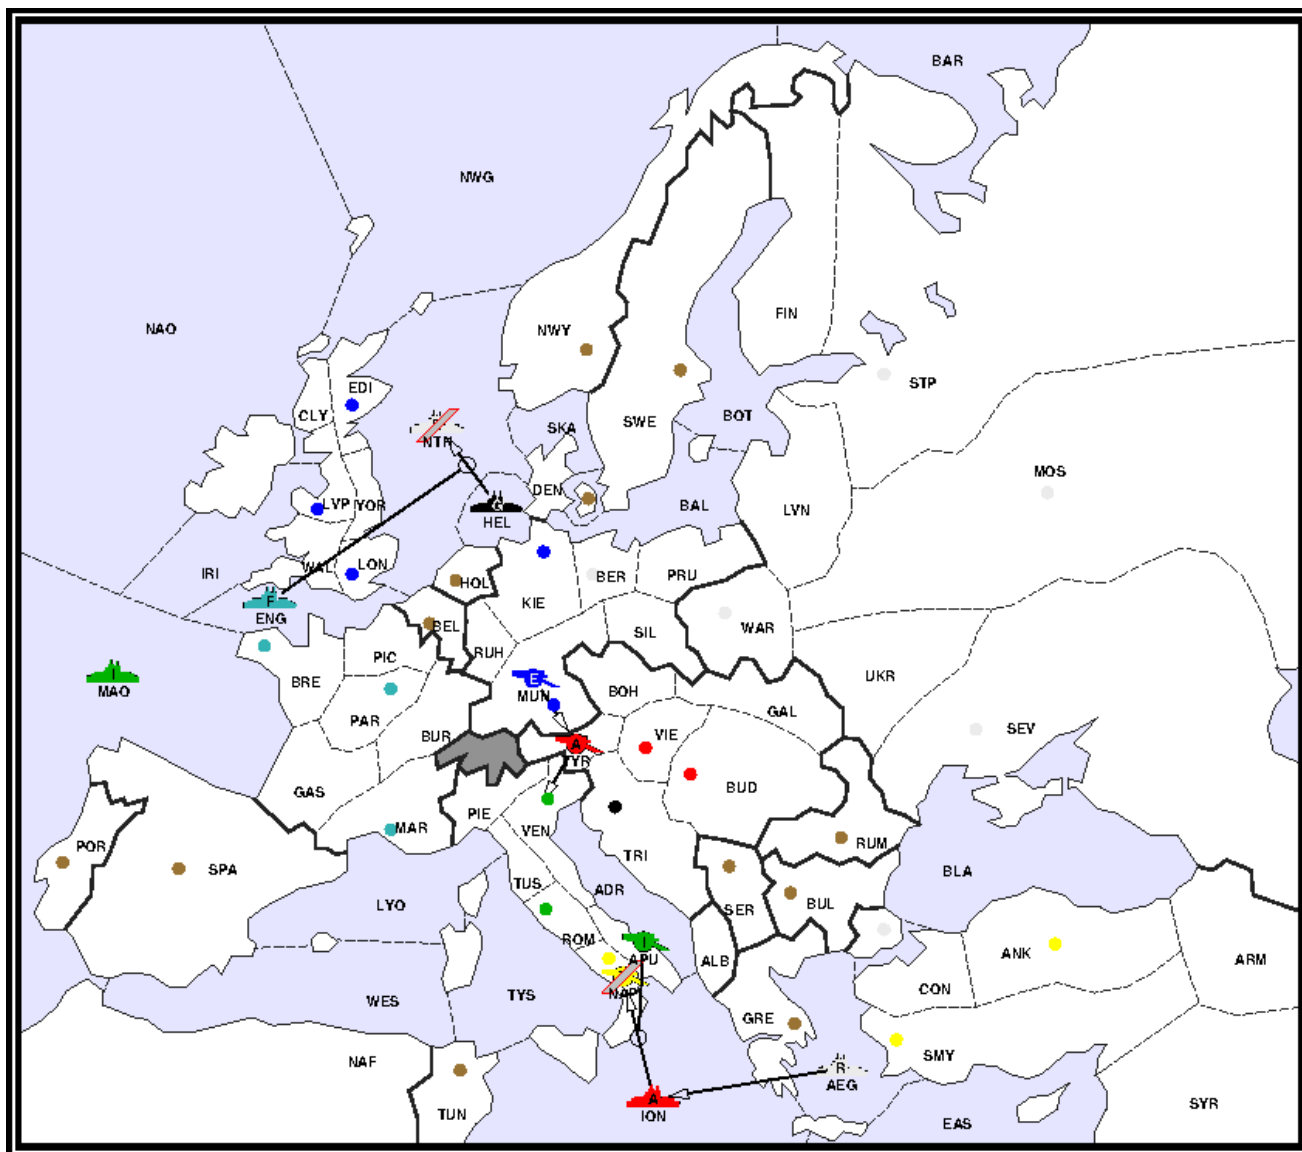 BAR
NWG
NAO
NWY
FIN
EDI
STP
CLY
SWE
BOT
SKA
NTH
MOS
DEN
LVP
YOR
BAL
LVN
G
HEL
IRI
WAL
LON
HOL
BER
PRU
KIE
F
ENG
BEL
SIL
WAR
PIC
RUH
UKR
I
MAO
BRE
E
MUN
BOH
GAL
PAR
BUR
VIE
SEV
A
TYR
GAS
BUD
PIE
MAR
VEN
RUM
POR
SPA
TRI
BLA
TUS
ADR
LYO
SER
BUL
ROM
I
APU
ALB
ANK
ARM
NAP
CON
WES
TYS
GRE
SMY
NAF
R
AEG
A
ION
TUN
EAS
SYR